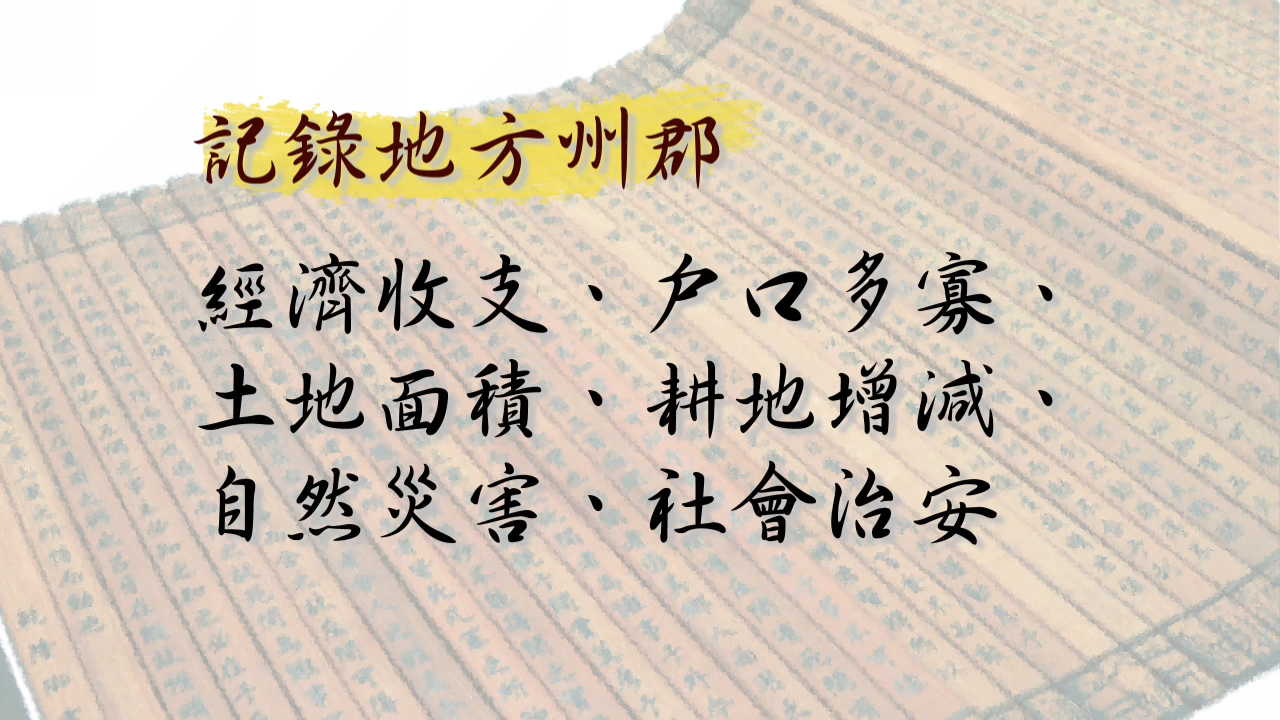 記錄地方州郡
經濟收支、户口多寡、
土地面積、耕地增減、
自然災害、社會治安